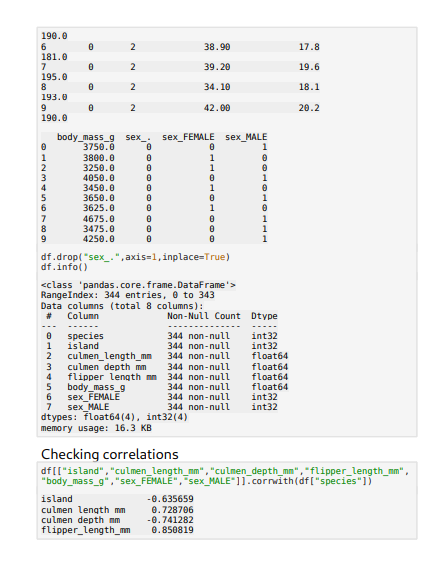 190.0
6 0 2 38.90 17.8
181.0
7 0 2 39.20 19.6
195.0
8 0 2 34.10 18.1
193.0
9 0 2 42.00 20.2
190.0
body_mass_g sex_. sex_FEMALE sex_MALE
0 3750.0 0 0 1
1 3800.0 0 1 0
2 3250.0 0 1 0
3 4050.0 0 0 1
4 3450.0 0 1 0
5 3650.0 0 0 1
6 3625.0 0 1 0
7 4675.0 0 0 1
8 3475.0 0 0 1
9 4250.0 0 0 1
df.drop("sex_.",axis=1,inplace=True)
df.info()
<class 'pandas.core.frame.DataFrame'>
RangeIndex: 344 entries, 0 to 343
Data columns (total 8 columns):
# Column Non-Null Count Dtype
--- ------ -------------- -----
0 species 344 non-null int32
1 island 344 non-null int32
2 culmen_length_mm 344 non-null float64
3 culmen_depth_mm 344 non-null float64
4 flipper_length_mm 344 non-null float64
5 body_mass_g 344 non-null float64
6 sex_FEMALE 344 non-null int32
7 sex_MALE 344 non-null int32
dtypes: float64(4), int32(4)
memory usage: 16.3 KB
Checking correlations
df[["island","culmen_length_mm","culmen_depth_mm","flipper_length_mm",
"body_mass_g","sex_FEMALE","sex_MALE"]].corrwith(df["species"])
island -0.635659
culmen_length_mm 0.728706
culmen_depth_mm -0.741282
flipper_length_mm 0.850819